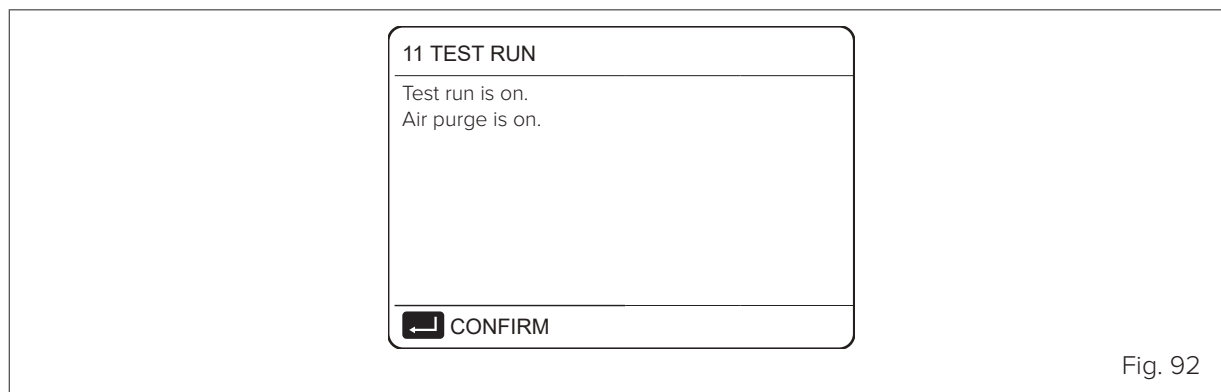 11 TEST RUN
Test run is on.
Air purge is on.
CONFIRM
Fig. 92